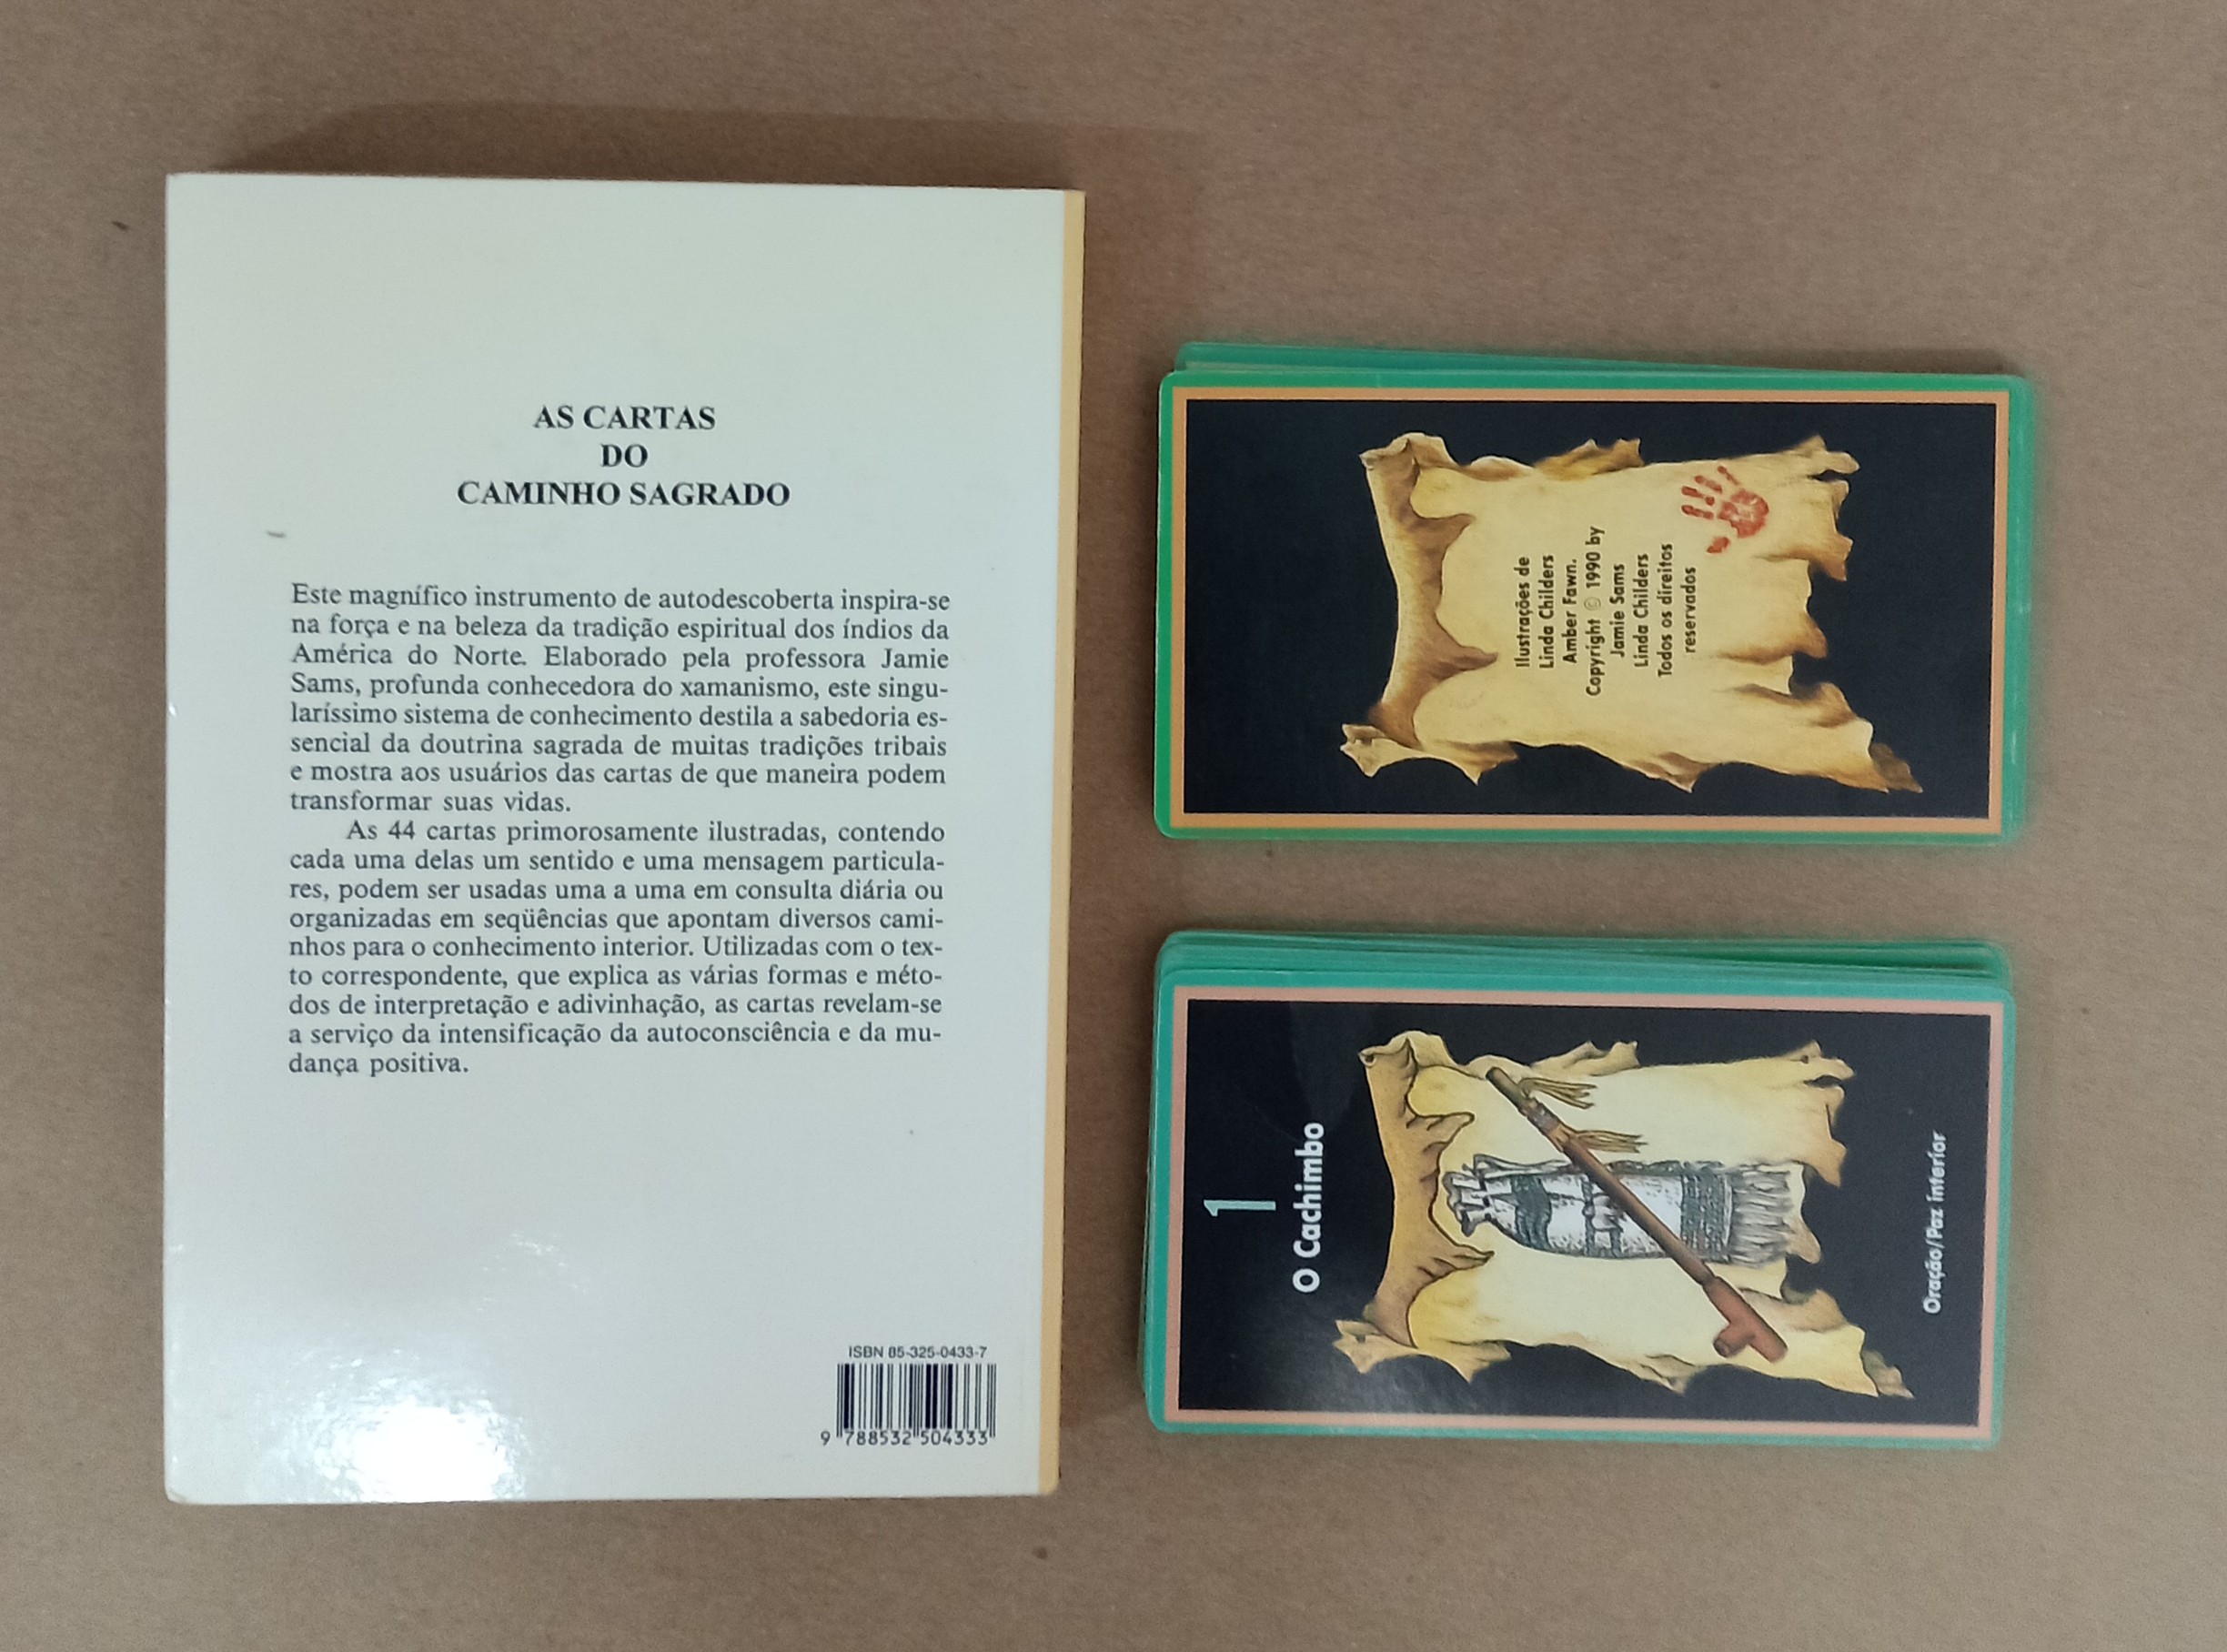 AS CARTAS
DO
CAMINHO SAGRADO
Este magnífico instrumento de autodescoberta inspira-se
na força e na beleza da tradição espiritual dos índios da
América do Norte. Elaborado pela professora Jamie
Sams, profunda conhecedora do xamanismo, este singu-
laríssimo sistema de conhecimento destila a sabedoria es-
sencial da doutrina sagrada de muitas tradições tribais
e mostra aos usuários das cartas de que maneira podem
transformar suas vidas.
As 44 cartas primorosamente ilustradas, contendo
cada uma delas um sentido e uma mensagem particula-
res, podem ser usadas uma a uma em consulta diária ou
organizadas em seqüências que apontam diversos cami-
nhos para o conhecimento interior. Utilizadas com o tex-
to correspondente, que explica as várias formas e méto-
dos de interpretação e adivinhação, as cartas revelam-se
a serviço da intensificação da autoconsciência e da mu-
dança positiva.
ISBN 85-325-0433-7
9 788532 504333
Ilustrações de
Linda Childers
Amber Fawn.
Copyright © 1990 by
Jamie Sams
Linda Childers
Todos os direitos
reservados
1
O Cachimbo
Oração/Paz interior